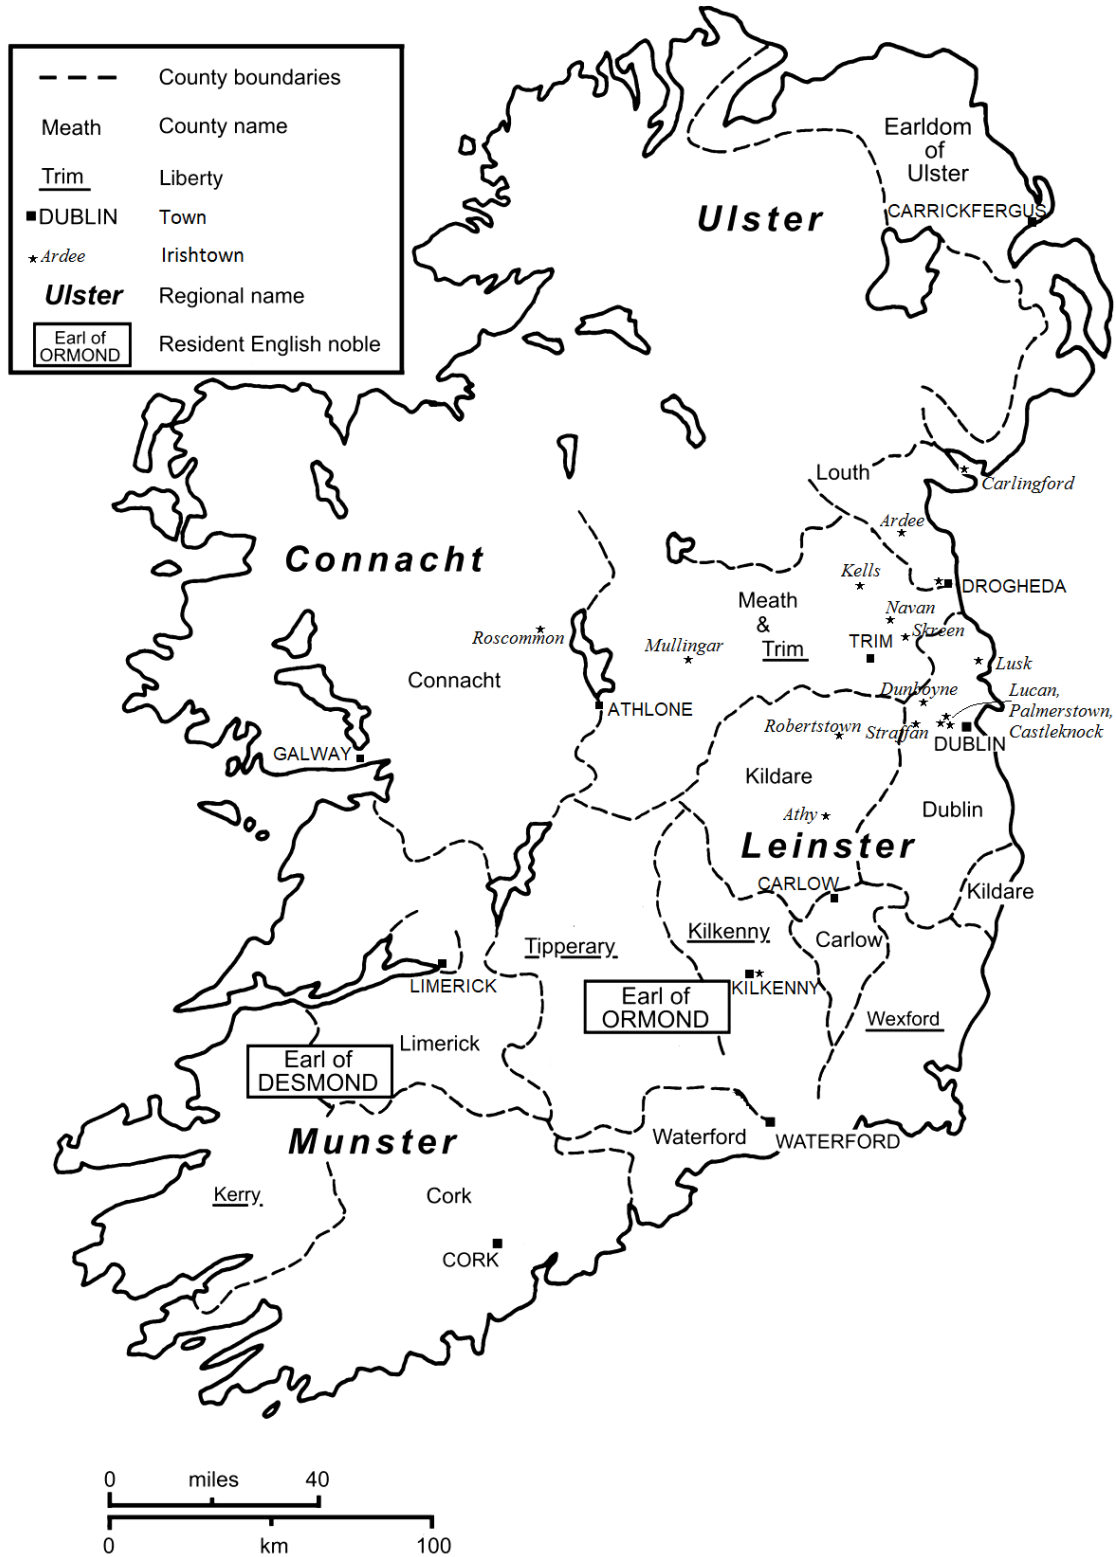 County boundaries
Meath
County name
Trim
Liberty
DUBLIN
Town
Ardee
Irishtown
Ulster
Regional name
Earl of
ORMOND
Resident English noble
Earldom
of
Ulster
CARRICKFERGUS
Ulster
Louth
Carlingford
Ardee
Connacht
Kells
DROGHEDA
Meath
&
Trim
Navan
Skreen
TRIM
Roscommon
Mullingar
Lusk
Connacht
Dunboyne
Lucan,
Palmerstown,
Castleknock
ATHLONE
Robertstown
Straffan
DUBLIN
GALWAY
Kildare
Dublin
Athy
Leinster
CARLOW
Kildare
Tipperary
Kilkenny
Carlow
LIMERICK
KILKENNY
Earl of
ORMOND
Wexford
Limerick
Earl of
DESMOND
Munster
Waterford
WATERFORD
Kerry
Cork
CORK
0 miles 40
0 km 100